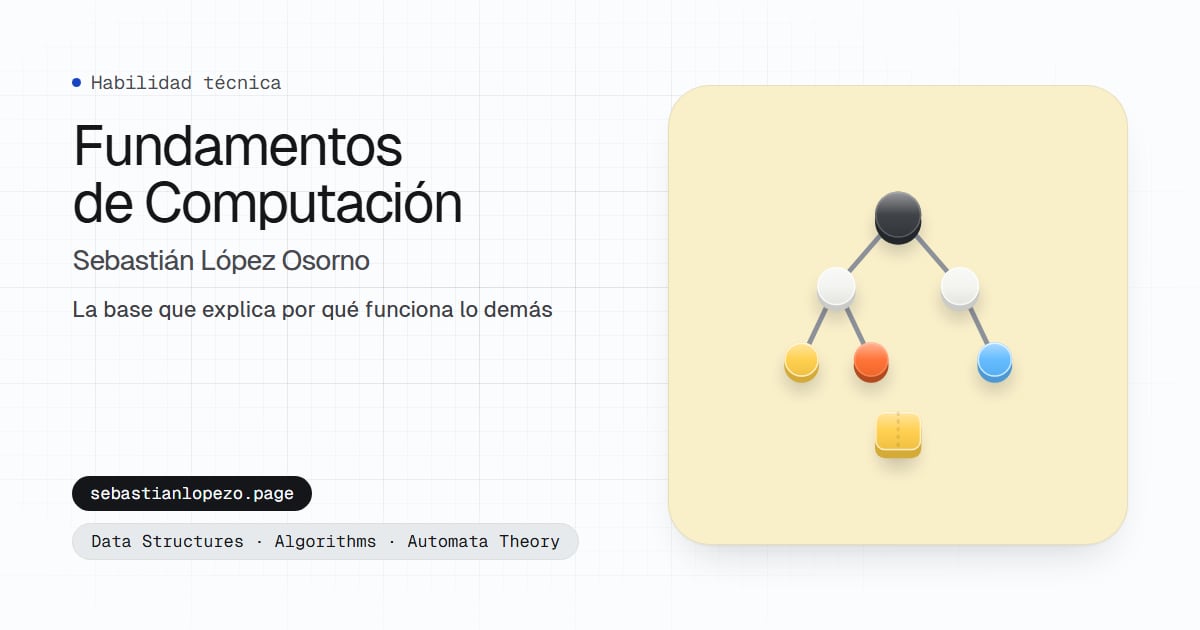 Habilidad técnica
Fundamentos
de Computación
Sebastián López Osorno
La base que explica por qué funciona lo demás
sebastianlopezo.page
Data Structures · Algorithms · Automata Theory